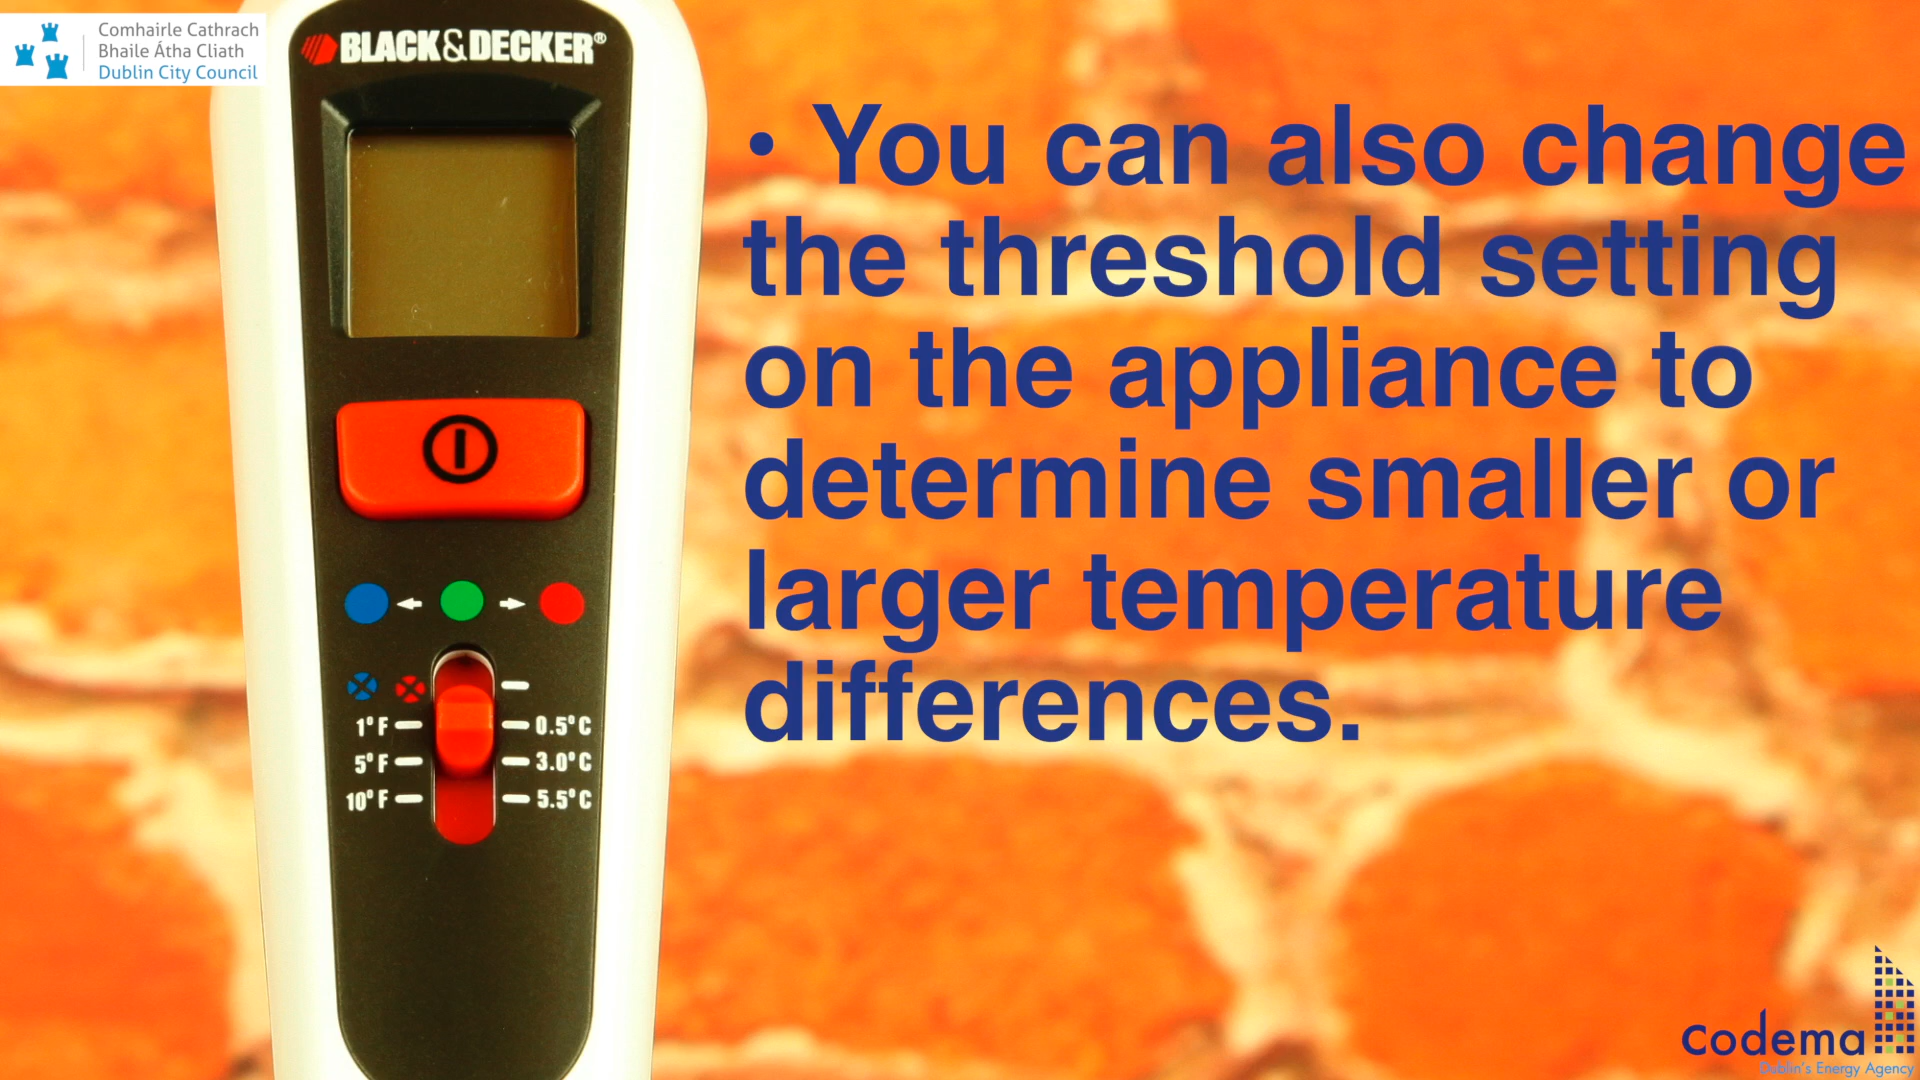 Comhairle Cathrach
Bhaile Átha Cliath
Dublin City Council
BLACK&DECKER®
• You can also change
the threshold setting
on the appliance to
determine smaller or
larger temperature
differences.
1° F 0.5° C
5° F 3.0° C
10° F 5.5° C
codema
Dublin's Energy Agency